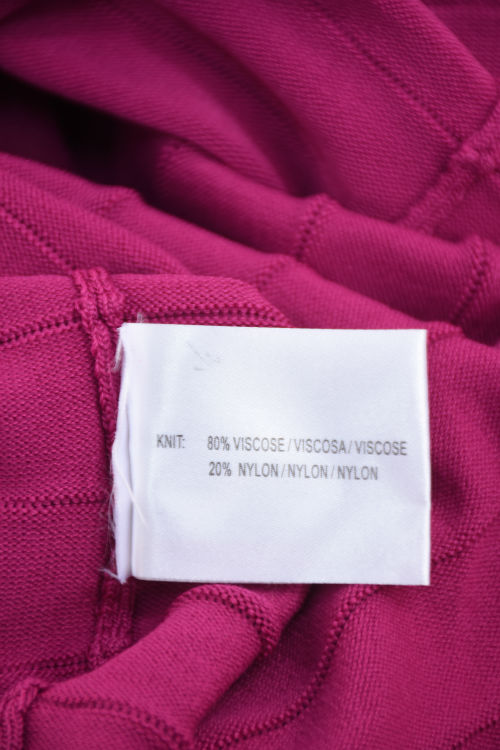 KNIT: 80% VISCOSE / VISCOSA / VISCOSE
20% NYLON / NYLON / NYLON